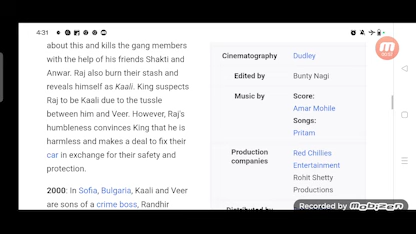 4:31
about this and kills the gang members
with the help of his friends Shakti and
Anwar. Raj also burn their stash and
reveals himself as Kaali. King suspects
Raj to be Kaali due to the tussle
between him and Veer. However, Raj's
humbleness convinces King that he is
harmless and makes a deal to fix their
car in exchange for their safety and
protection.
2000: In Sofia, Bulgaria, Kaali and Veer
are sons of a crime boss, Randhir
Cinematography Dudley
Edited by Bunty Nagi
Music by Score:
Amar Mohile
Songs:
Pritam
Production Red Chillies
companies Entertainment
Rohit Shetty
Productions
Distributed by
Recorded by Mobizen